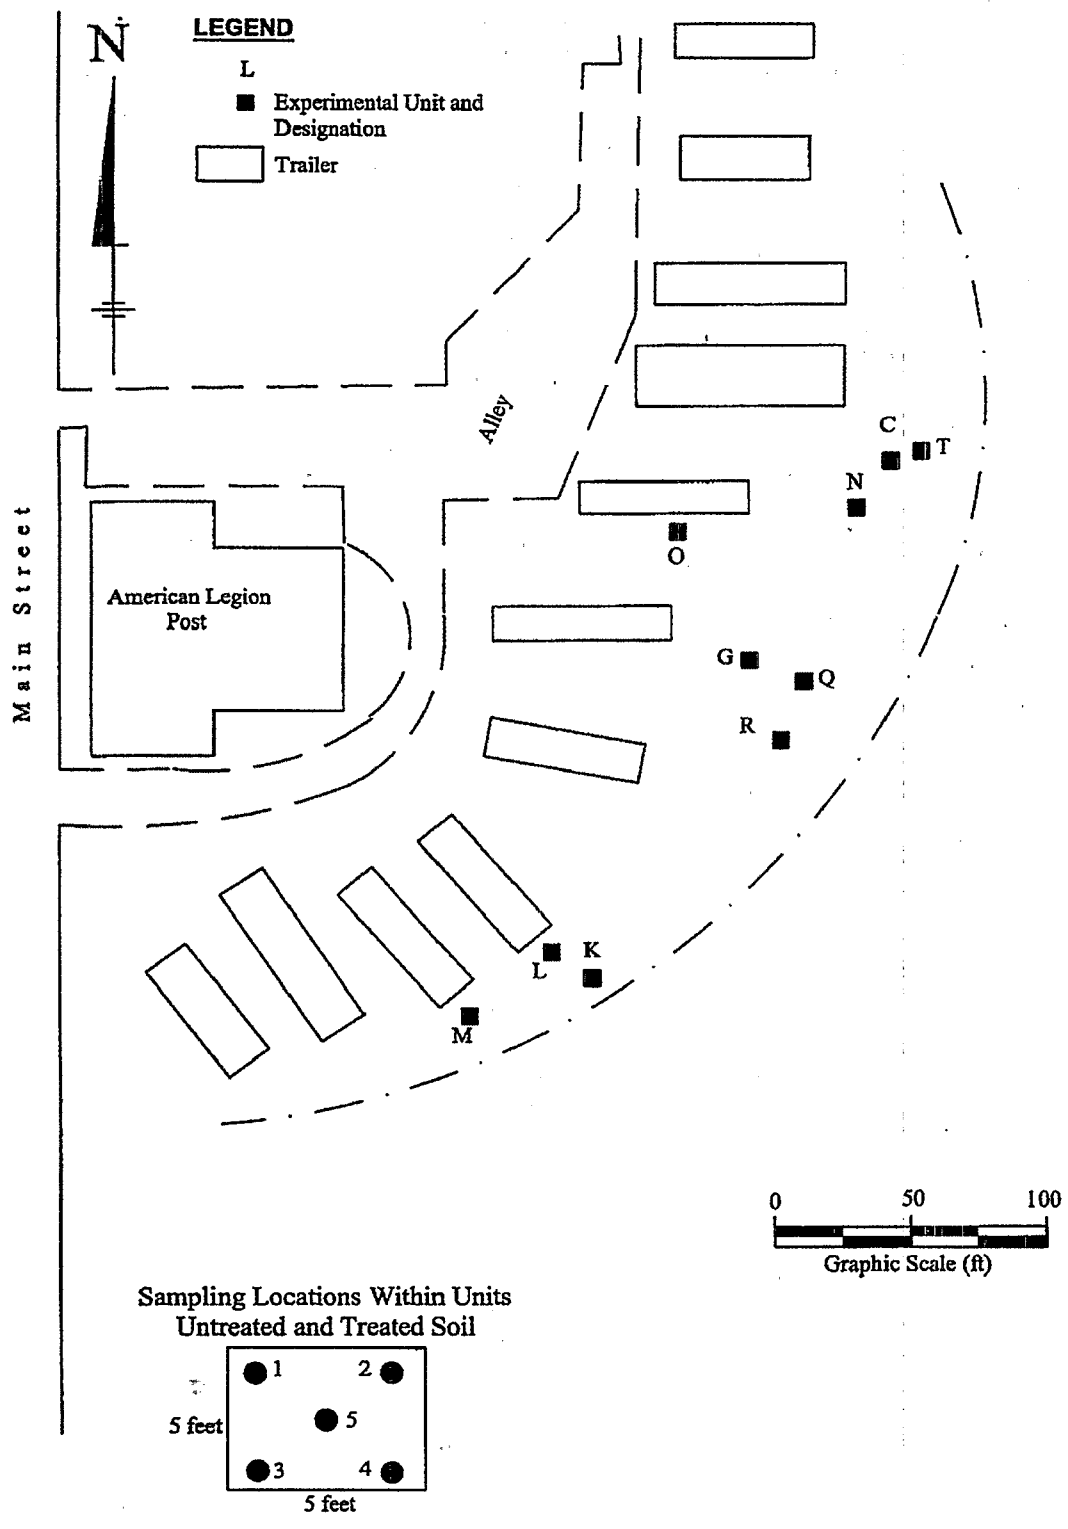 N
LEGEND
L
Experimental Unit and
Designation
Trailer
Alley
C
T
N
O
American Legion
Post
Main Street
G
Q
R
L
K
M
0 50 100
Graphic Scale (ft)
Sampling Locations Within Units
Untreated and Treated Soil
1 2
5 feet
5
3 4
5 feet